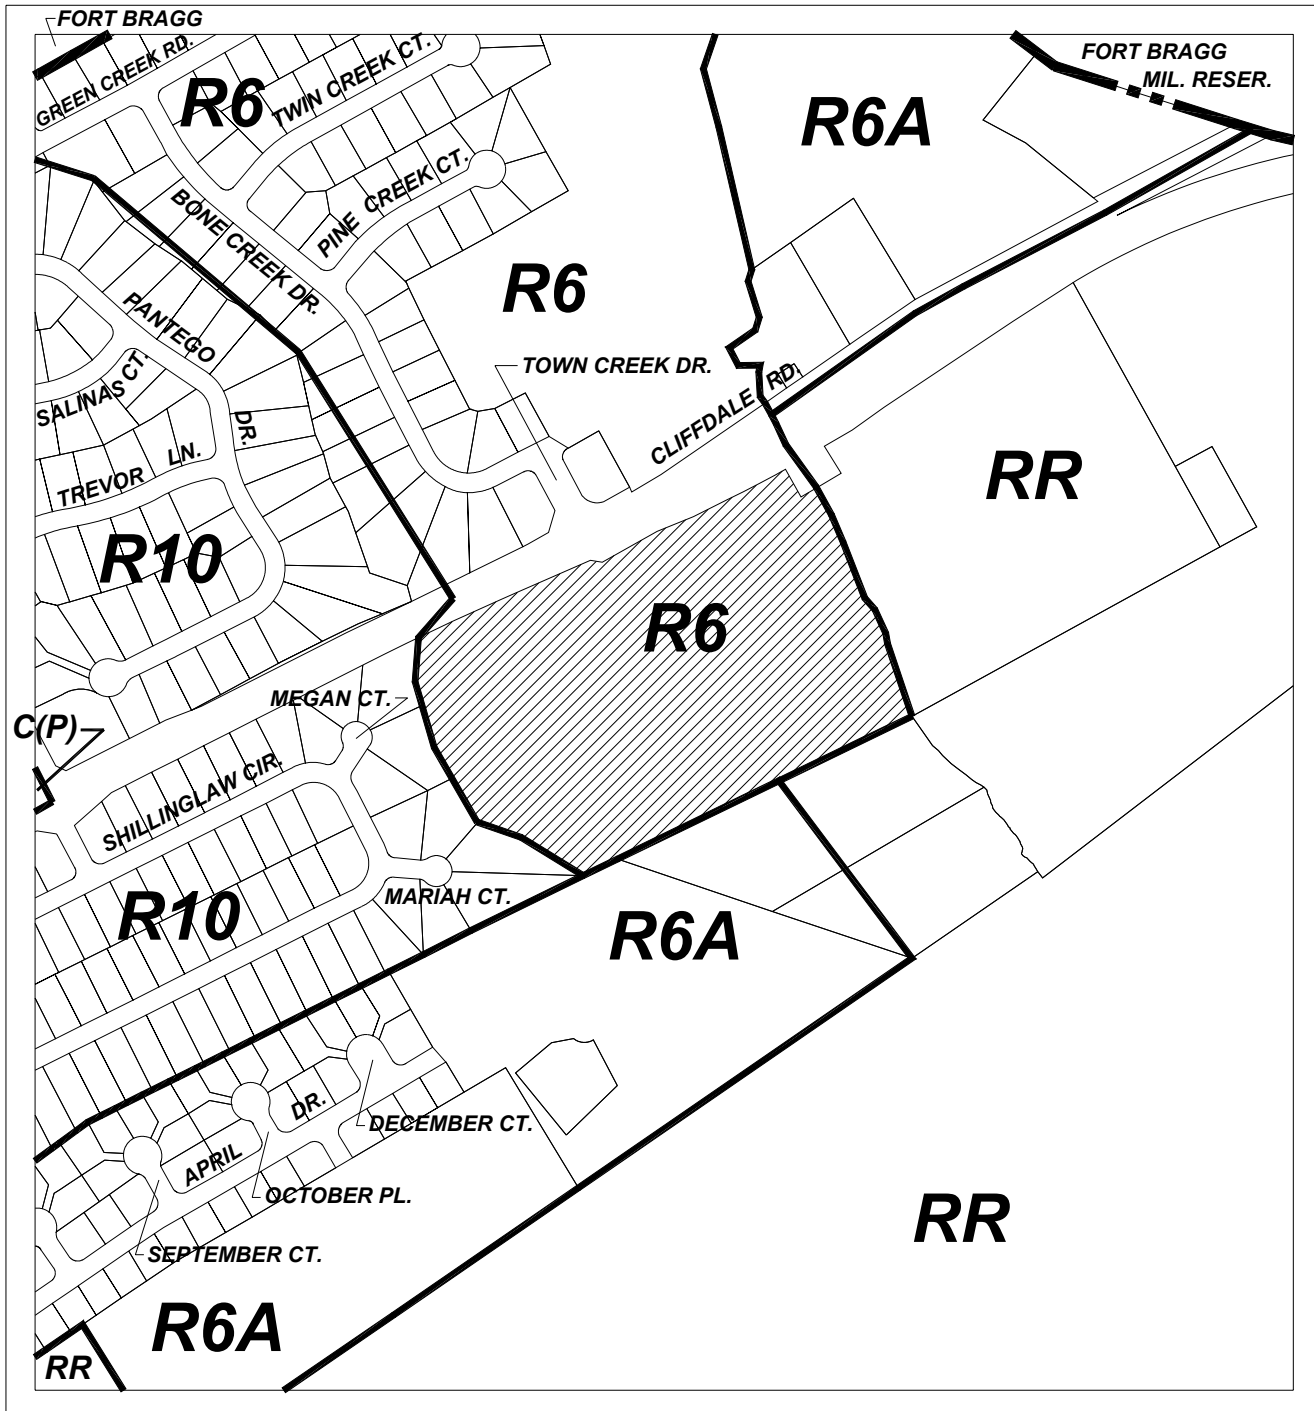 FORT BRAGG
GREEN CREEK RD.
R6
TWIN CREEK CT.
FORT BRAGG
MIL. RESER.
R6A
PINE CREEK CT.
BONE CREEK DR.
R6
PANTEGO
DR.
TOWN CREEK DR.
SALINAS CT.
CLIFFDALE RD.
TREVOR LN.
RR
R10
R6
MEGAN CT.
C(P)
SHILLINGLAW CIR.
MARIAH CT.
R10
R6A
DECEMBER CT.
APRIL DR.
OCTOBER PL.
SEPTEMBER CT.
RR
R6A
RR